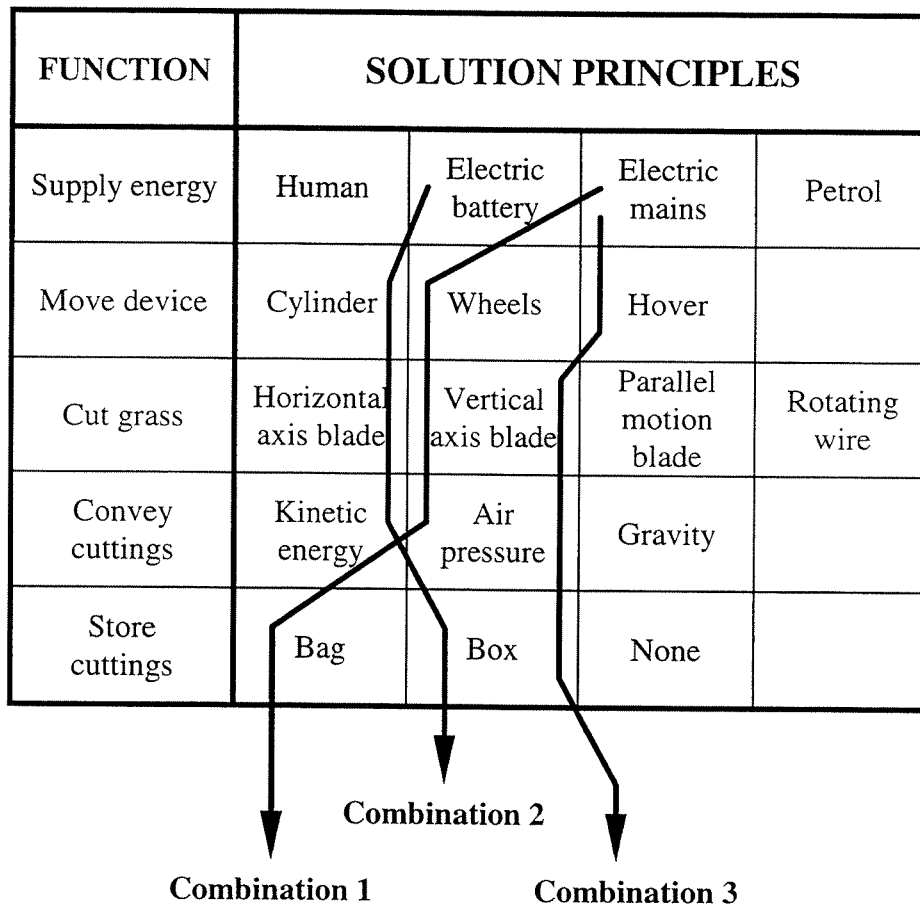 FUNCTION
SOLUTION PRINCIPLES
Supply energy
Human
Electric
battery
Electric
mains
Petrol
Move device
Cylinder
Wheels
Hover
Cut grass
Horizontal
axis blade
Vertical
axis blade
Parallel
motion
blade
Rotating
wire
Convey
cuttings
Kinetic
energy
Air
pressure
Gravity
Store
cuttings
Bag
Box
None
Combination 2
Combination 1
Combination 3